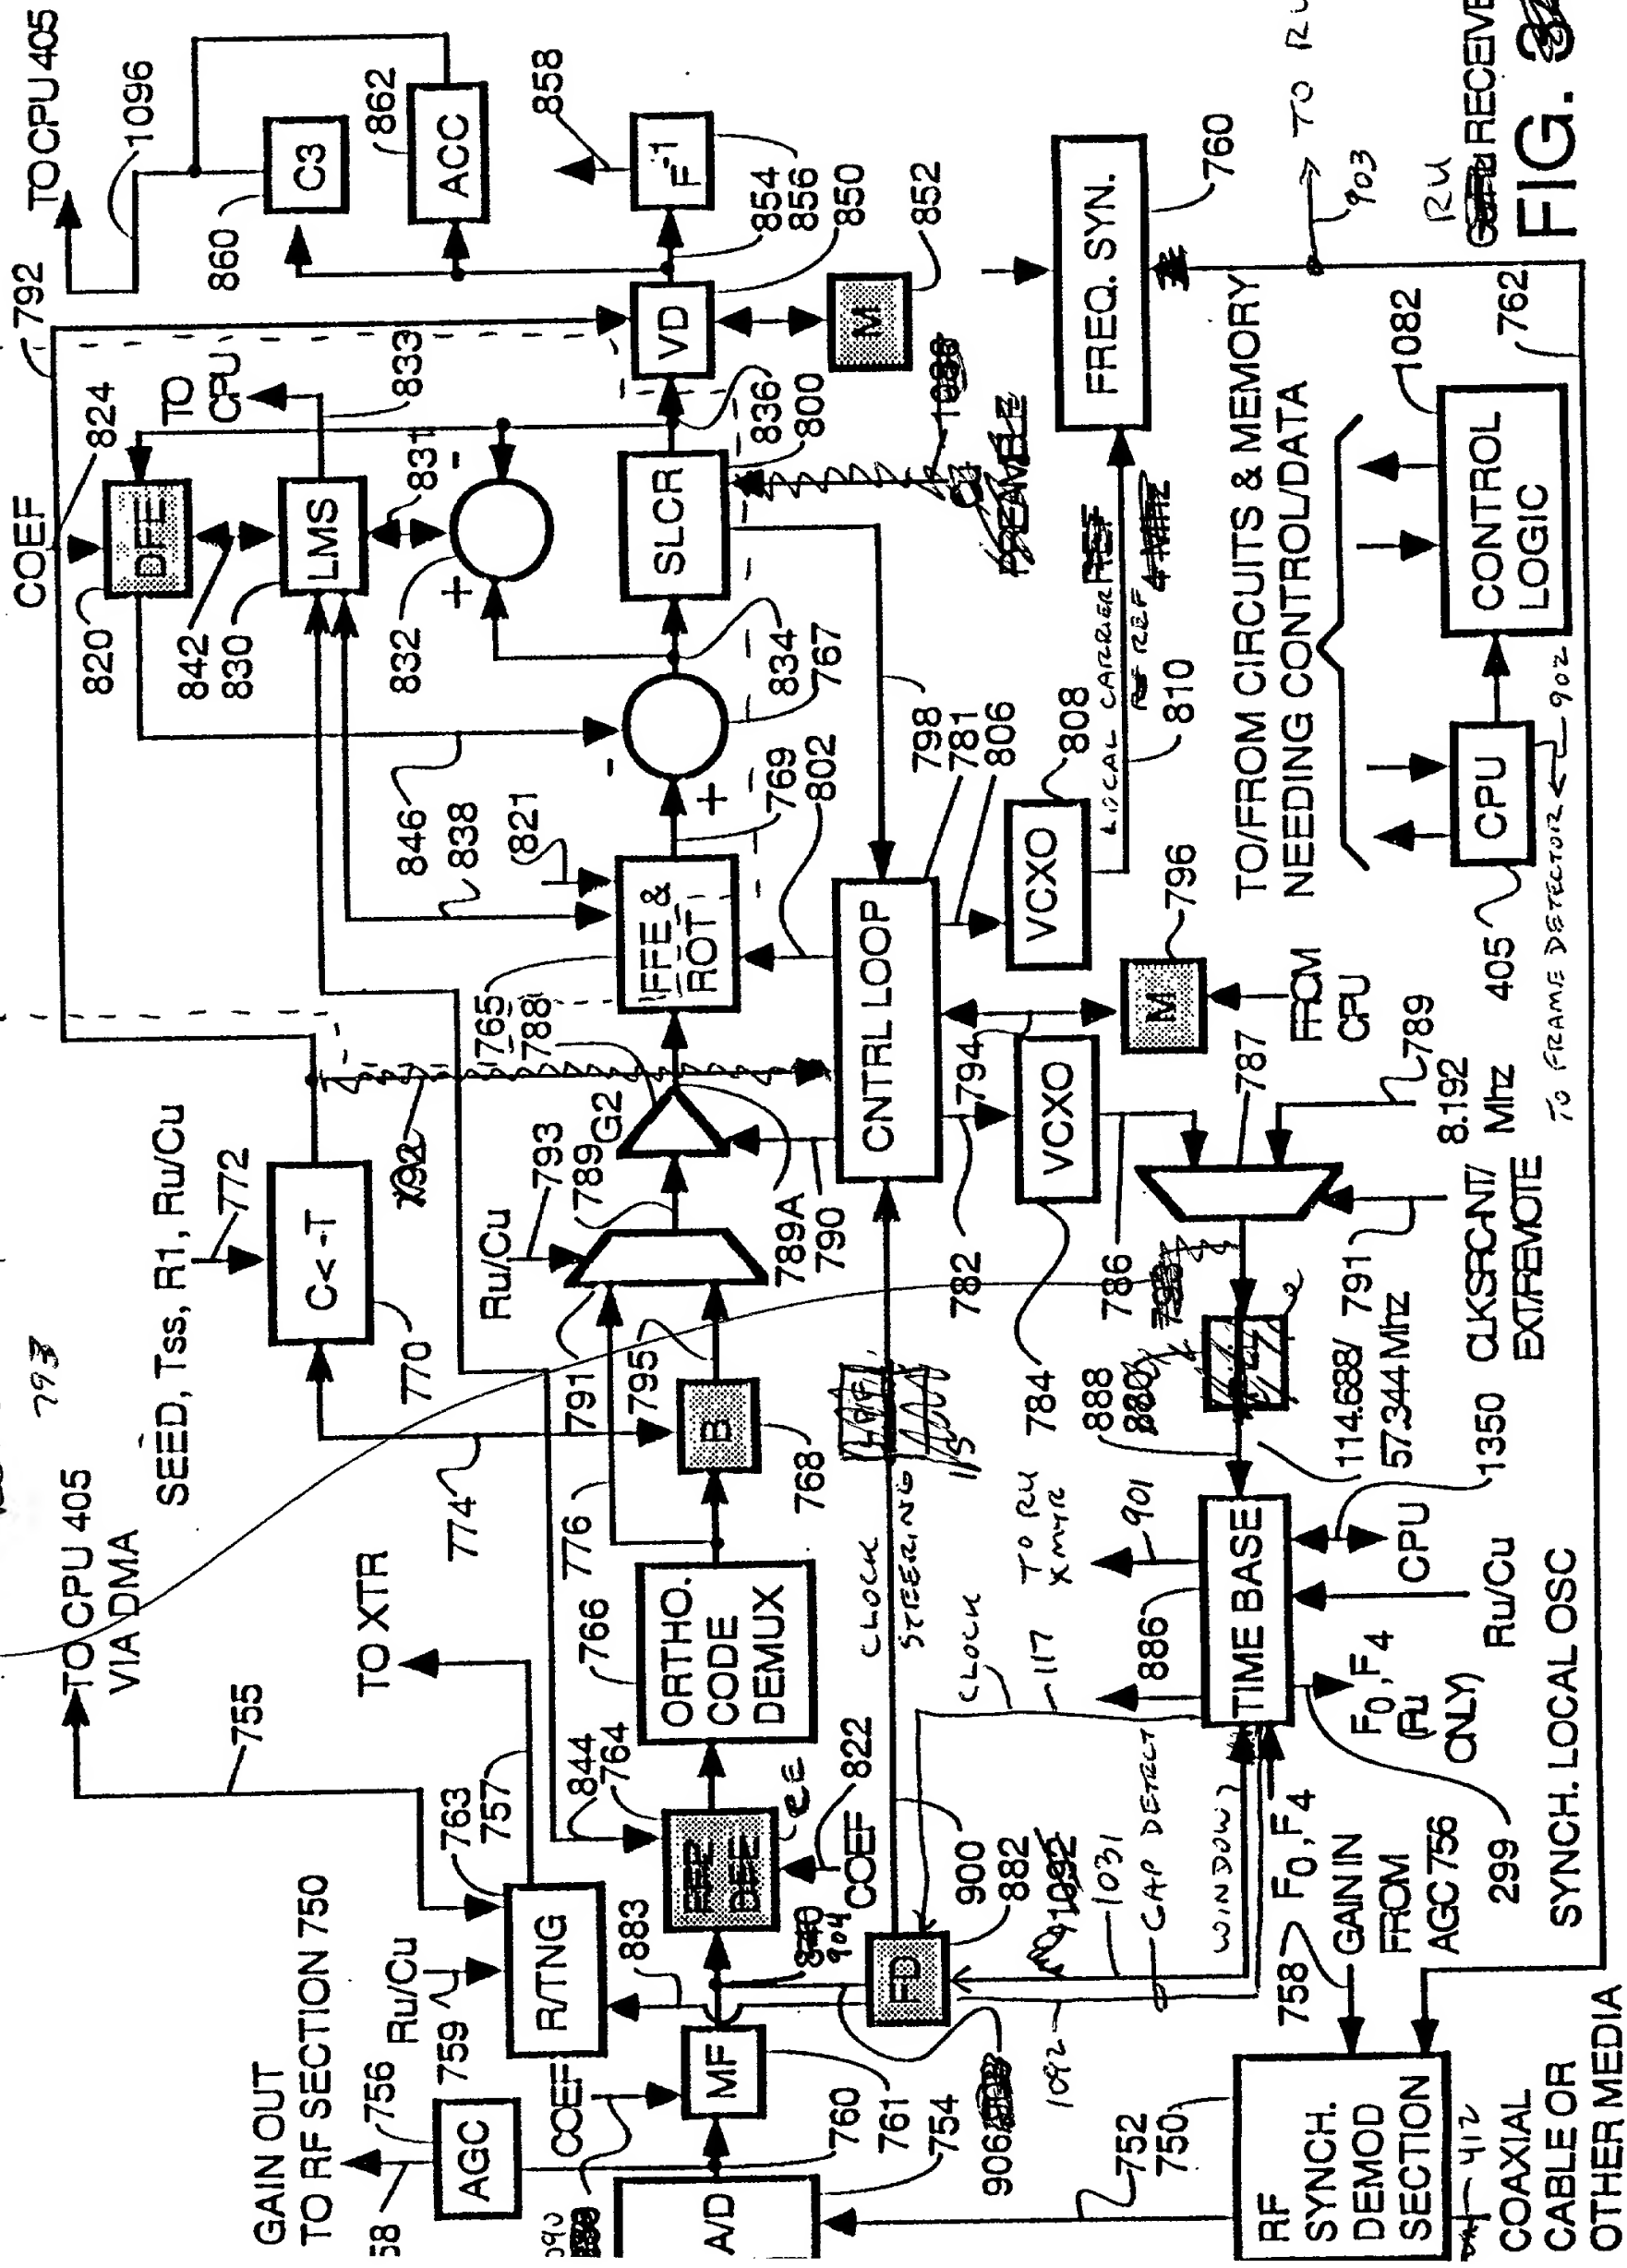 GAIN OUT
TO RF SECTION 750
TO CPU 405
VIA DMA
755
TO XTR
793
SEED, Tss, R1, Ru/Cu
772
C<-T
770
774
792
792
COEF
824
TO CPU 405
1096
AGC
756
Ru/Cu
759
763
757
R/TNG
883
844
764
776
766
791
795
Ru/Cu
793
789
G2
788
765
846
838
821
820
842
830
832
DFE
LMS
831
833
TO
CPU
+
-
860
C3
862
ACC
858
A/D
COEF
MF
760
761
754
904
CE
822
COEF
ORTHO.
CODE
DEMUX
B
768
789A
790
FFE &
ROT
769
802
+
-
834
767
SLCR
836
800
VD
F-1
854
856
850
M
852
PREAMBLE
906
752
750
FD
900
882
CLOCK
STEERING
CNTRL LOOP
798
781
806
782
794
VCXO
784
786
VCXO
808
LOCAL CARRIER
REF
810
FREQ. SYN.
760
1092
1031
CAP DETECT
WINDOW
CLOCK
117
TO RU
XMTR
901
886
TIME BASE
888
114.688/
57.344 Mhz
787
791
M
796
FROM
CPU
789
8.192
Mhz
CLKSRC-NT/
EXT/REMOTE
1350
CPU
Ru/Cu
F0, F4
(Ru
ONLY)
299
758
F0, F4
GAIN IN
FROM
AGC 756
RF
SYNCH.
DEMOD
SECTION
412
COAXIAL
CABLE OR
OTHER MEDIA
SYNCH. LOCAL OSC
TO/FROM CIRCUITS & MEMORY
NEEDING CONTROL/DATA
CPU
405
CONTROL
LOGIC
1082
TO FRAME DETECTOR
902
762
903
RU
FIG.